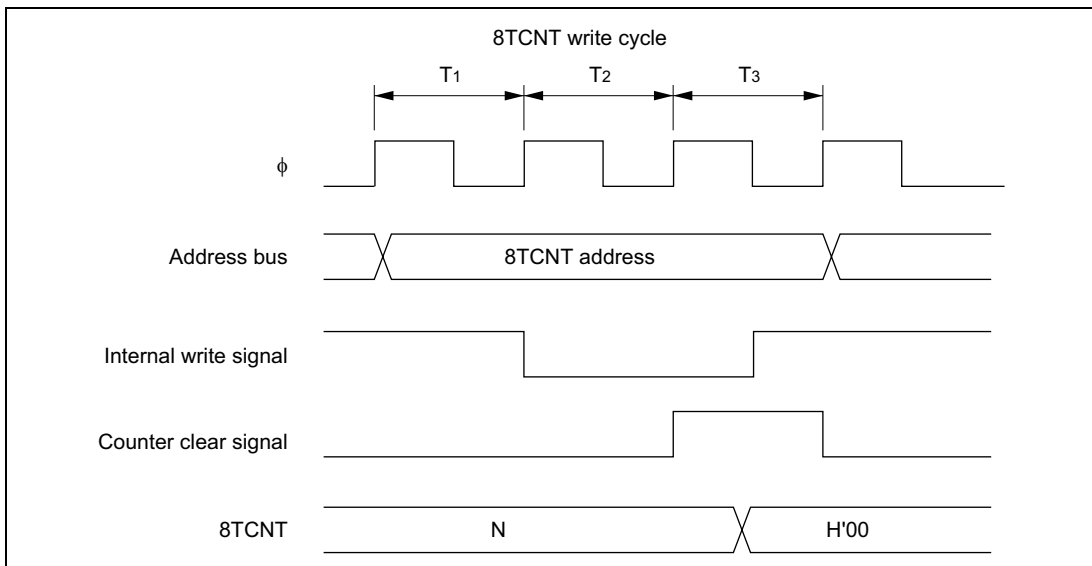 8TCNT write cycle
T1 T2 T3
ϕ
Address bus 8TCNT address
Internal write signal
Counter clear signal
8TCNT N H'00